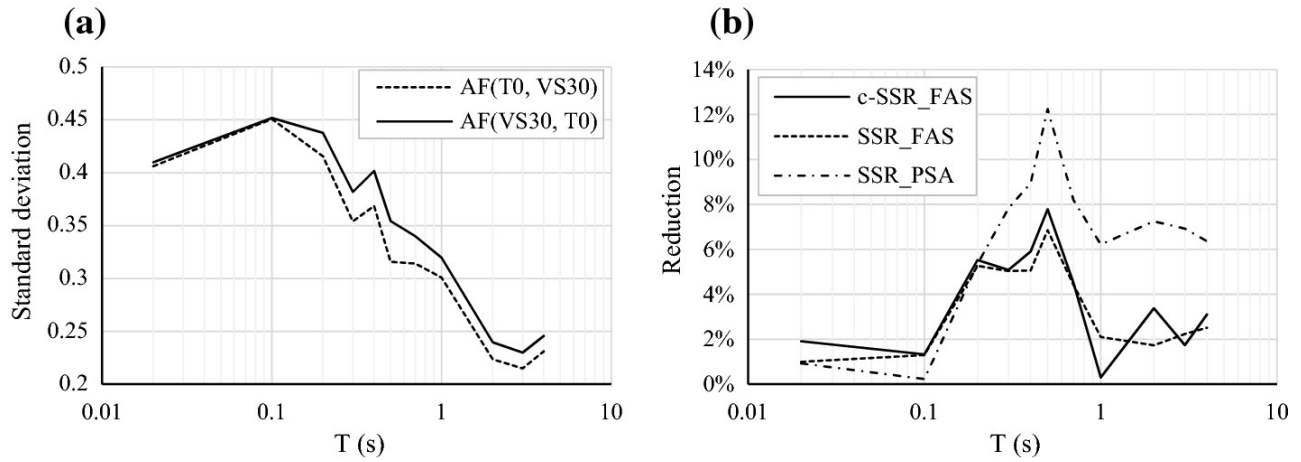 (a)
0.5
0.45
0.4
0.35
0.3
0.25
0.2
0.01
0.1
1
10
T (s)
Standard deviation
AF(T0, VS30)
AF(VS30, T0)
(b)
14%
12%
10%
8%
6%
4%
2%
0%
0.01
0.1
1
10
T (s)
Reduction
c-SSR_FAS
SSR_FAS
SSR_PSA